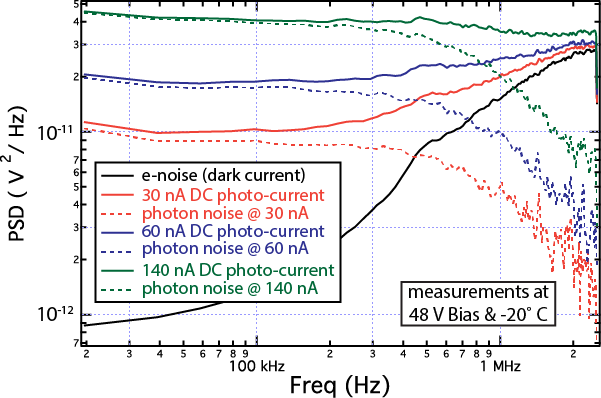 4
3
2
10^-11
7
6
5
4
3
2
10^-12
7
PSD ( V^2 / Hz)
e-noise (dark current)
30 nA DC photo-current
photon noise @ 30 nA
60 nA DC photo-current
photon noise @ 60 nA
140 nA DC photo-current
photon noise @ 140 nA
measurements at
48 V Bias & -20° C
2 3 4 5 6 7 8 9 2 3 4 5 6 7 8 9 2
100 kHz 1 MHz
Freq (Hz)